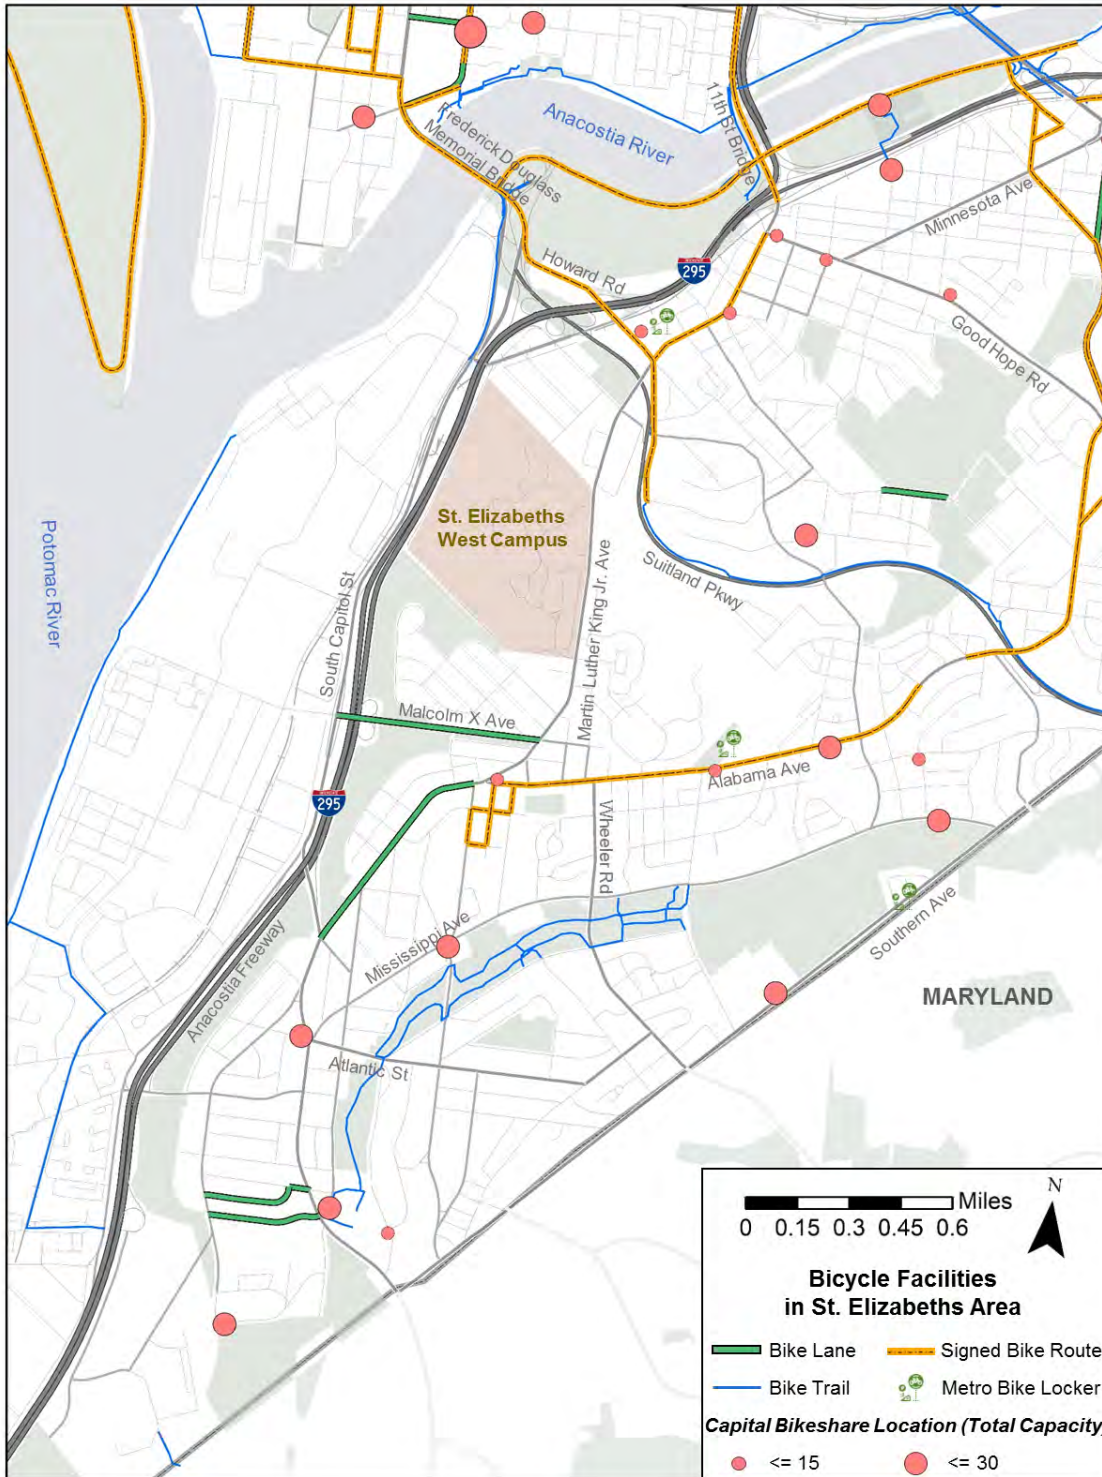 Anacostia River
11th St Bridge
Frederick Douglass
Memorial Bridge
Minnesota Ave
Howard Rd
295
Good Hope Rd
St. Elizabeths
West Campus
Potomac River
Suitland Pkwy
South Capitol St
Martin Luther King Jr. Ave
Malcolm X Ave
Alabama Ave
295
Wheeler Rd
Mississippi Ave
Southern Ave
Anacostia Freeway
MARYLAND
Atlantic St
Miles
0 0.15 0.3 0.45 0.6
N
Bicycle Facilities
in St. Elizabeths Area
Bike Lane Signed Bike Route
Bike Trail Metro Bike Locker
Capital Bikeshare Location (Total Capacity)
<= 15 <= 30